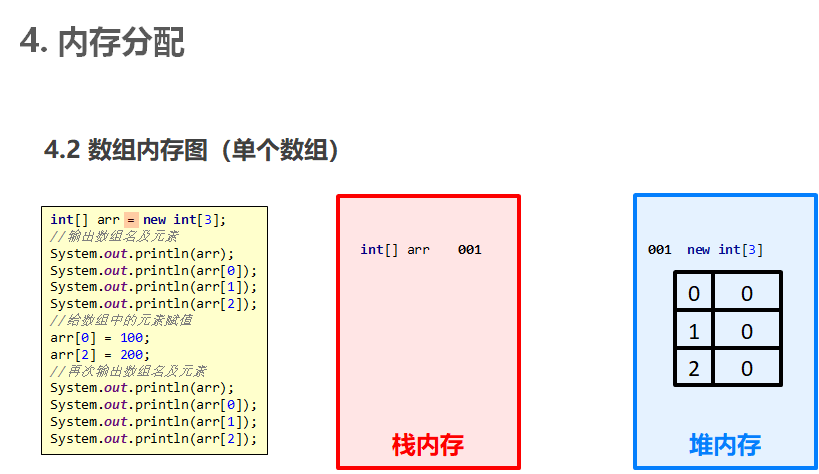 4. 内存分配
4.2 数组内存图（单个数组）
int[] arr = new int[3];
//输出数组名及元素
System.out.println(arr);
System.out.println(arr[0]);
System.out.println(arr[1]);
System.out.println(arr[2]);
//给数组中的元素赋值
arr[0] = 100;
arr[2] = 200;
//再次输出数组名及元素
System.out.println(arr);
System.out.println(arr[0]);
System.out.println(arr[1]);
System.out.println(arr[2]);
int[] arr 001
栈内存
001 new int[3]
0 0
1 0
2 0
堆内存